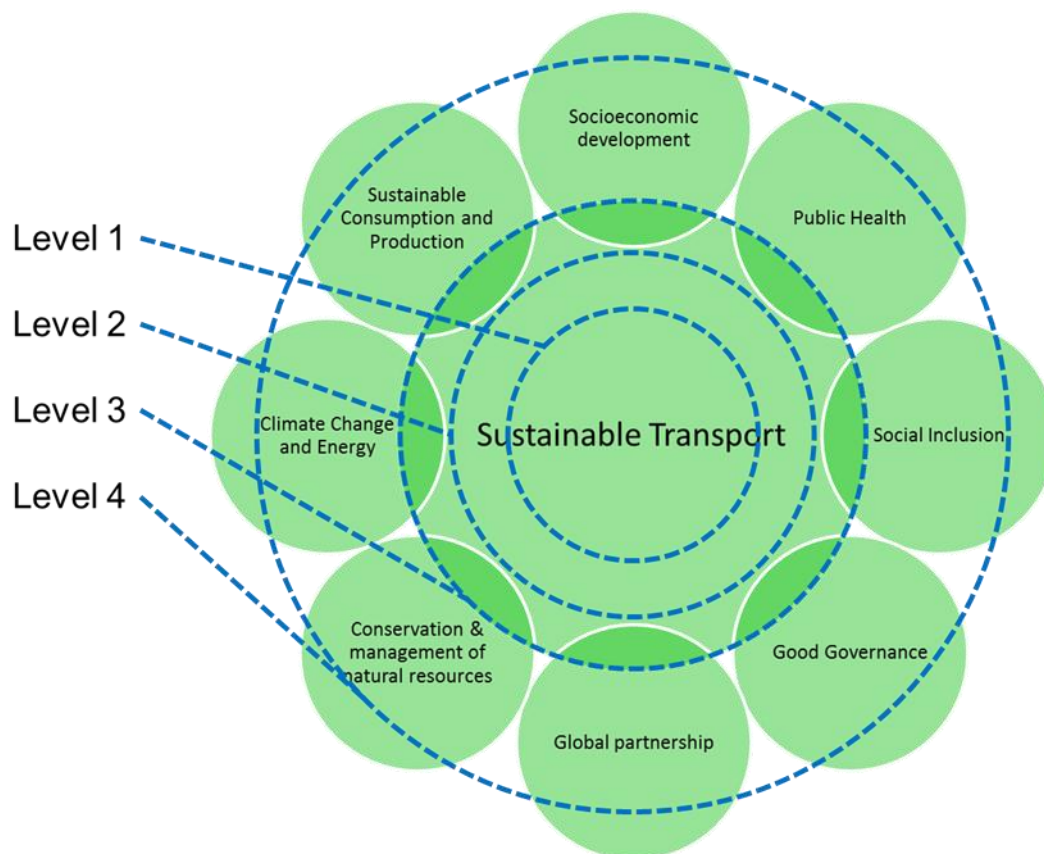 Socioeconomic
development
Sustainable
Consumption and
Production
Public Health
Level 1
Level 2
Level 3
Level 4
Climate Change
and Energy
Sustainable Transport
Social Inclusion
Conservation &
management of
natural resources
Good Governance
Global partnership